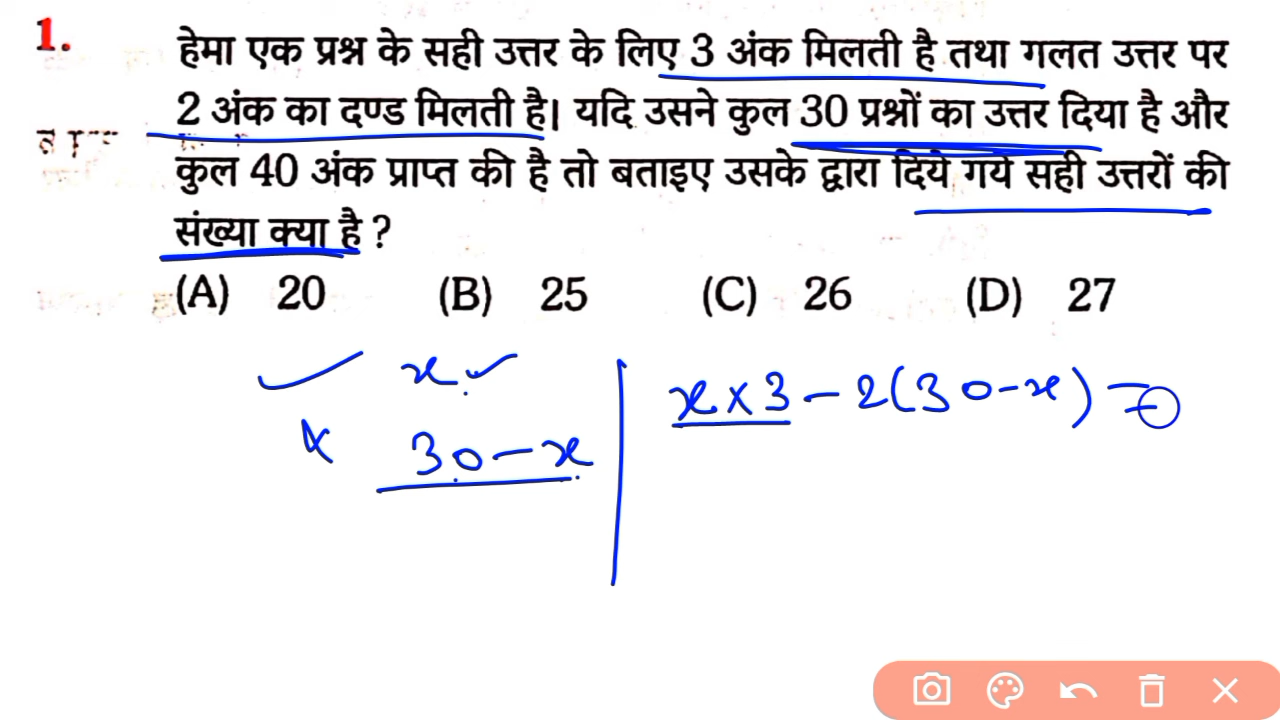 1.
हेमा एक प्रश्न के सही उत्तर के लिए 3 अंक मिलती है तथा गलत उत्तर पर
2 अंक का दण्ड मिलती है। यदि उसने कुल 30 प्रश्नों का उत्तर दिया है और
कुल 40 अंक प्राप्त की है तो बताइए उसके द्वारा दिये गये सही उत्तरों की
संख्या क्या है ?
(A) 20 (B) 25 (C) 26 (D) 27
✓ x ✓
× 30 - x
x × 3 - 2(30 - x) =